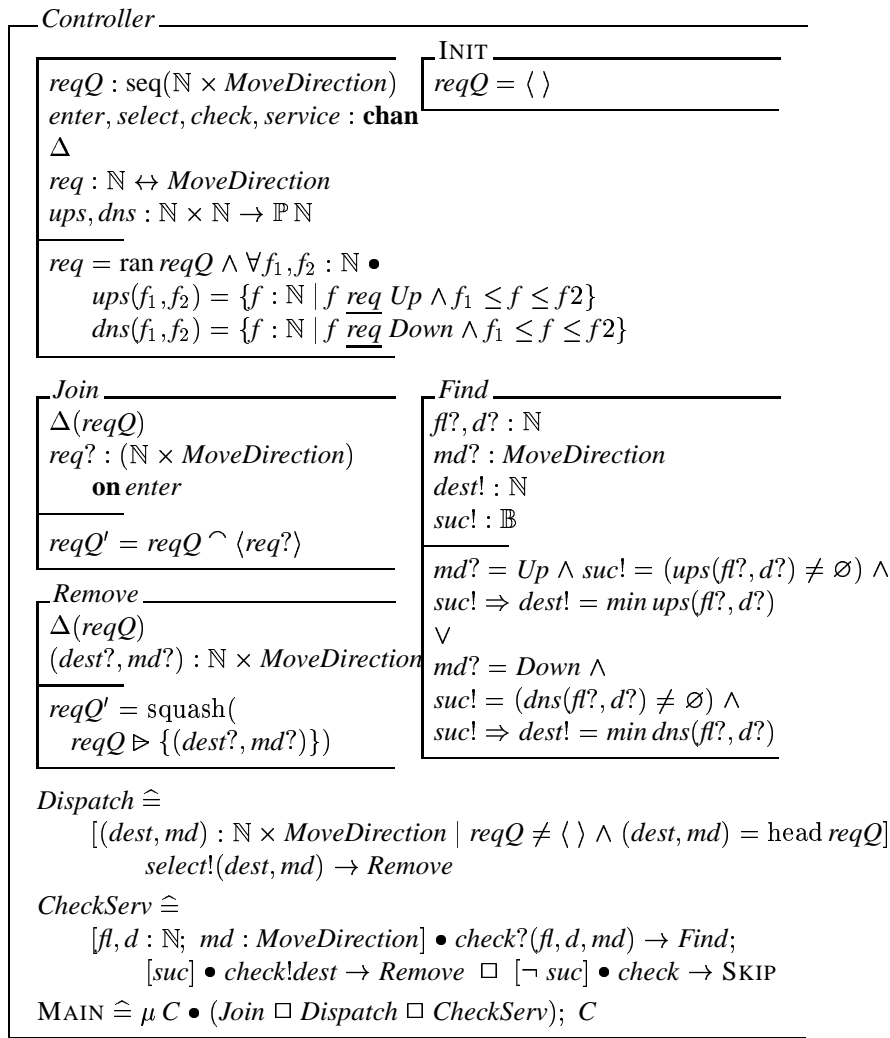 Controller
reqQ : seq(ℕ × MoveDirection)
enter, select, check, service : chan
Δ
req : ℕ ↔ MoveDirection
ups, dns : ℕ × ℕ → ℙ ℕ
req = ran reqQ ∧ ∀ f₁, f₂ : ℕ •
ups(f₁, f₂) = {f : ℕ | f req Up ∧ f₁ ≤ f ≤ f2}
dns(f₁, f₂) = {f : ℕ | f req Down ∧ f₁ ≤ f ≤ f2}
INIT
reqQ = ⟨ ⟩
Join
Δ(reqQ)
req? : (ℕ × MoveDirection)
on enter
reqQ′ = reqQ ⌢ ⟨req?⟩
Remove
Δ(reqQ)
(dest?, md?) : ℕ × MoveDirection
reqQ′ = squash(
reqQ ⩥ {(dest?, md?)})
Find
fl?, d? : ℕ
md? : MoveDirection
dest! : ℕ
suc! : 𝔹
md? = Up ∧ suc! = (ups(fl?, d?) ≠ ∅) ∧
suc! ⇒ dest! = min ups(fl?, d?)
∨
md? = Down ∧
suc! = (dns(fl?, d?) ≠ ∅) ∧
suc! ⇒ dest! = min dns(fl?, d?)
Dispatch ≙
[(dest, md) : ℕ × MoveDirection | reqQ ≠ ⟨ ⟩ ∧ (dest, md) = head reqQ]
select!(dest, md) → Remove
CheckServ ≙
[fl, d : ℕ; md : MoveDirection] • check?(fl, d, md) → Find;
[suc] • check!dest → Remove □ [¬ suc] • check → SKIP
MAIN ≙ μ C • (Join □ Dispatch □ CheckServ); C